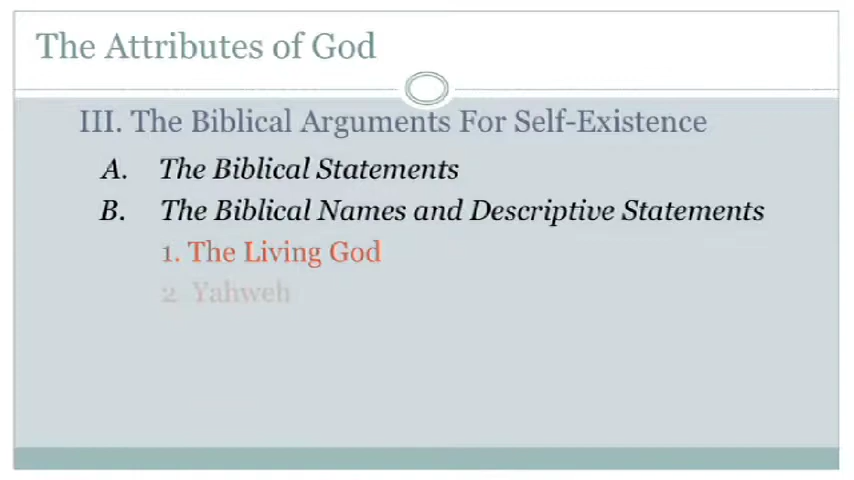 The Attributes of God
III. The Biblical Arguments For Self-Existence
A. The Biblical Statements
B. The Biblical Names and Descriptive Statements
1. The Living God
2. Yahweh